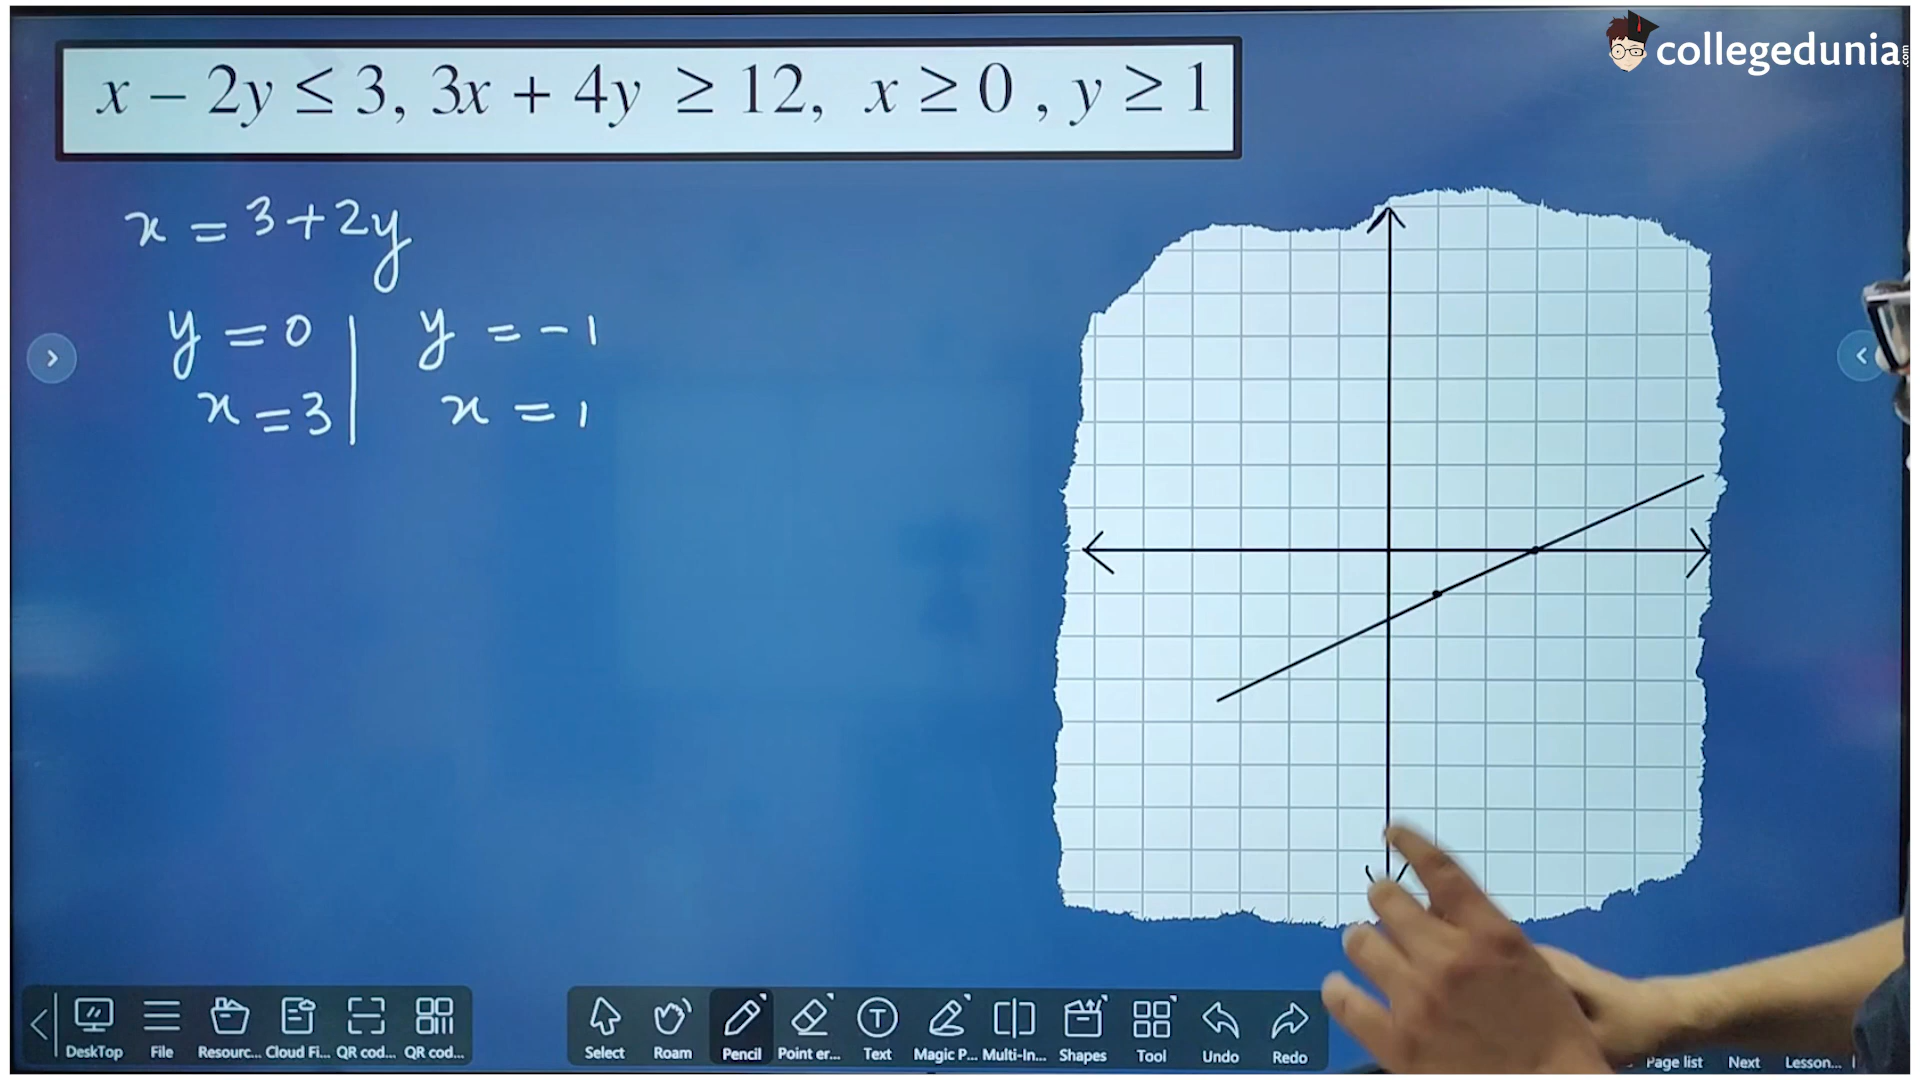 collegedunia
.com
x – 2y ≤ 3, 3x + 4y ≥ 12, x ≥ 0 , y ≥ 1
x = 3+2y
y = 0 | y = -1
x = 3 | x = 1
DeskTop File Resourc... Cloud Fi... QR cod... QR cod... Select Roam Pencil Point er... Text Magic P... Multi-In... Shapes Tool Undo Redo Page list Next Lesson...